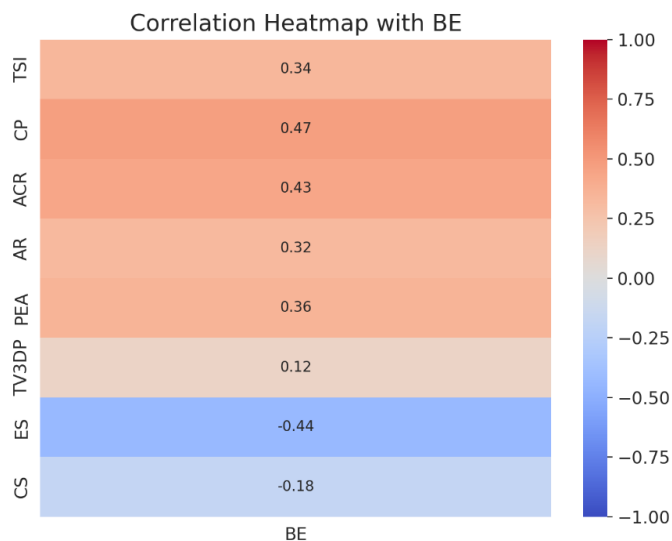 Correlation Heatmap with BE
TSI 0.34
CP 0.47
ACR 0.43
AR 0.32
PEA 0.36
TV3DP 0.12
ES -0.44
CS -0.18
BE
1.00
0.75
0.50
0.25
0.00
−0.25
−0.50
−0.75
−1.00